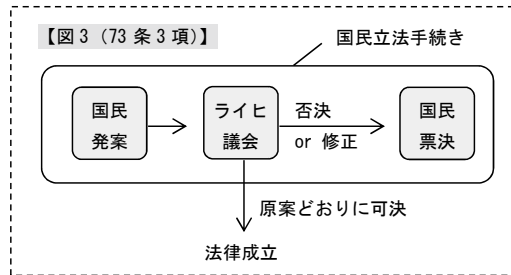 【図3（73条3項）】
国民立法手続き
国民
発案
ライヒ
議会
否決
or 修正
国民
票決
原案どおりに可決
法律成立